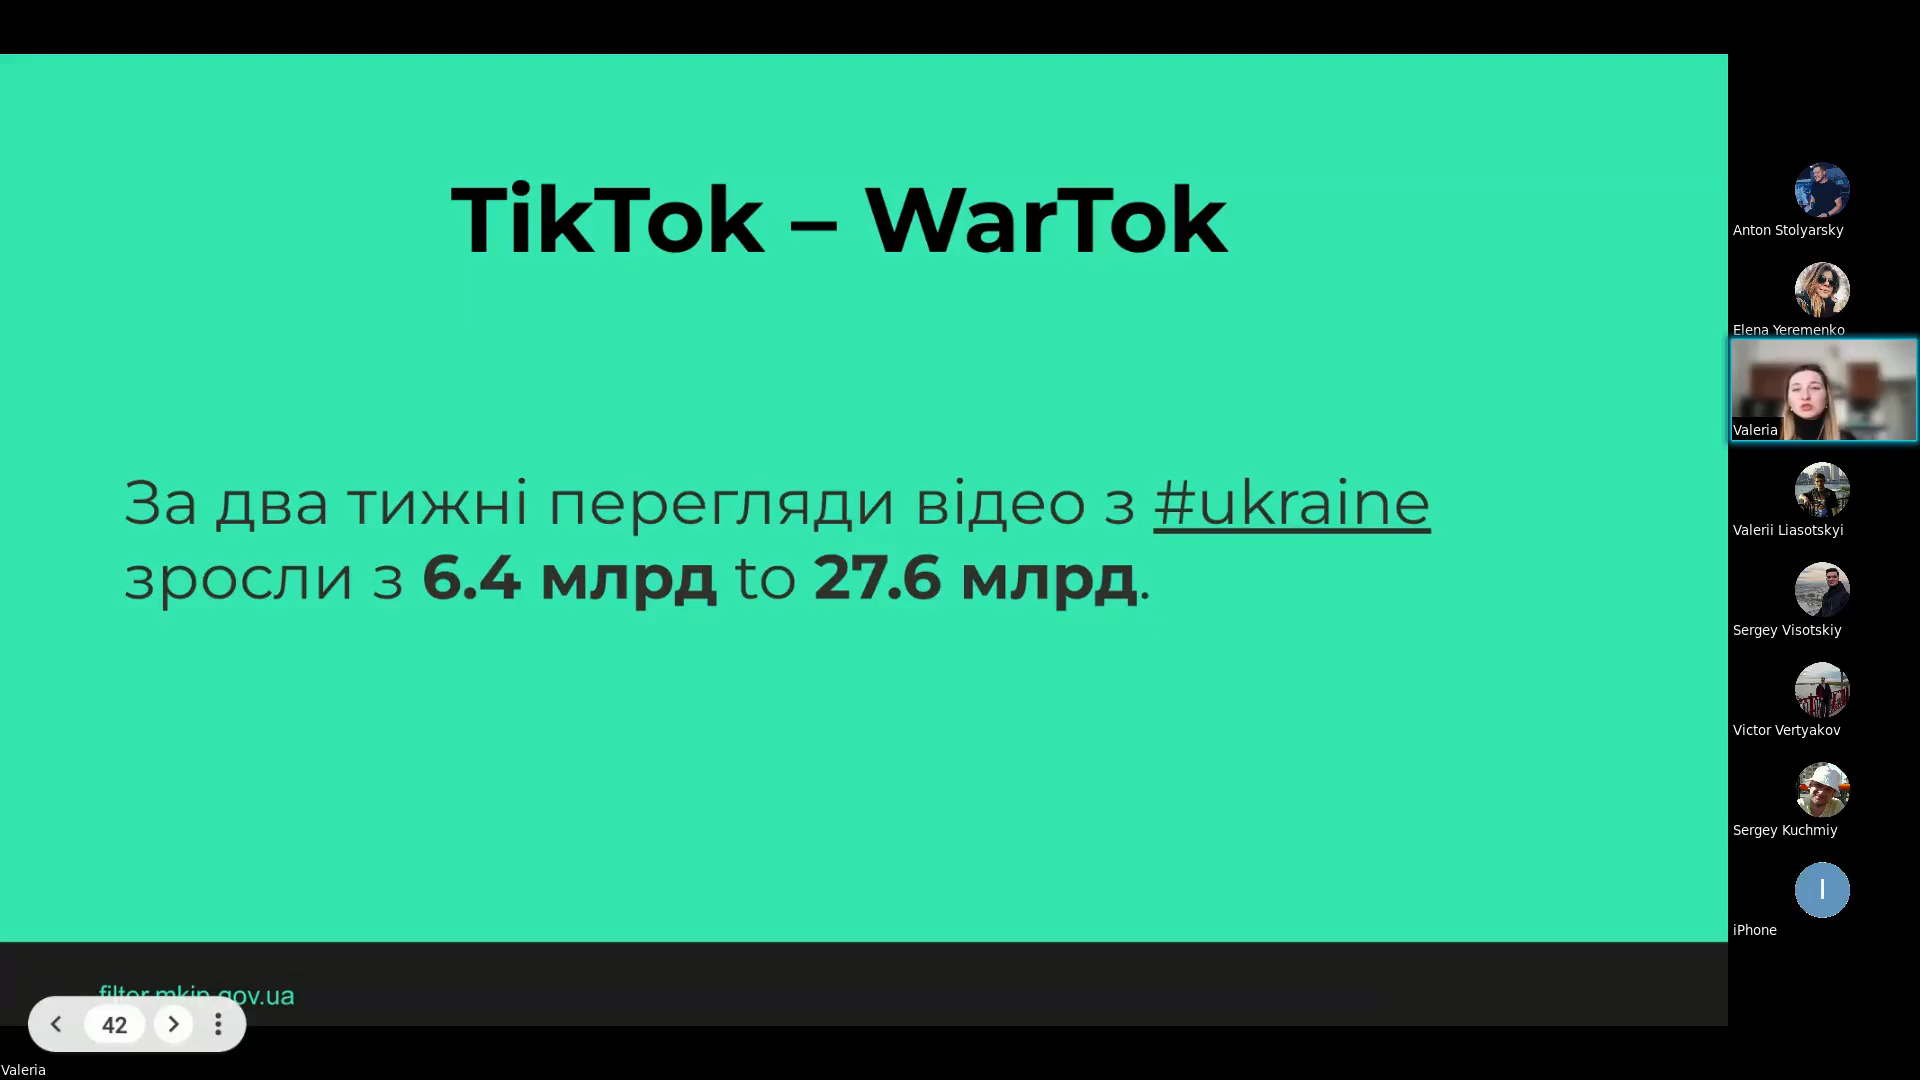 TikTok – WarTok
За два тижні перегляди відео з #ukraine
зросли з 6.4 млрд to 27.6 млрд.
filter.mkip.gov.ua
42
Valeria
Anton Stolyarsky
Elena Yeremenko
Valeria
Valerii Liasotskyi
Sergey Visotskiy
Victor Vertyakov
Sergey Kuchmiy
I
iPhone